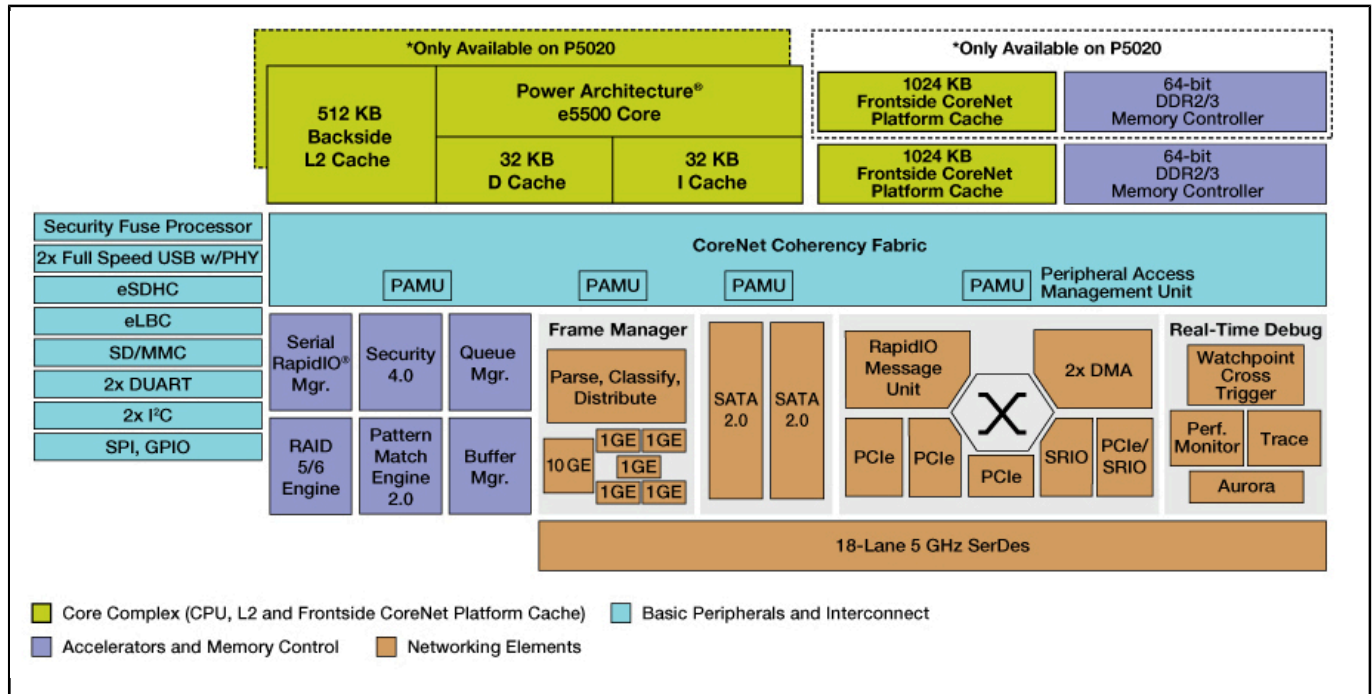 *Only Available on P5020
512 KB
Backside
L2 Cache
Power Architecture®
e5500 Core
32 KB
D Cache
32 KB
I Cache
*Only Available on P5020
1024 KB
Frontside CoreNet
Platform Cache
64-bit
DDR2/3
Memory Controller
1024 KB
Frontside CoreNet
Platform Cache
64-bit
DDR2/3
Memory Controller
Security Fuse Processor
2x Full Speed USB w/PHY
eSDHC
eLBC
SD/MMC
2x DUART
2x I²C
SPI, GPIO
CoreNet Coherency Fabric
PAMU
PAMU
PAMU
PAMU
Peripheral Access
Management Unit
Serial
RapidIO®
Mgr.
Security
4.0
Queue
Mgr.
RAID
5/6
Engine
Pattern
Match
Engine
2.0
Buffer
Mgr.
Frame Manager
Parse, Classify,
Distribute
10 GE
1GE
1GE
1GE
1GE
1GE
SATA
2.0
SATA
2.0
RapidIO
Message
Unit
2x DMA
PCIe
PCIe
PCIe
SRIO
PCIe/
SRIO
Real-Time Debug
Watchpoint
Cross
Trigger
Perf.
Monitor
Trace
Aurora
18-Lane 5 GHz SerDes
Core Complex (CPU, L2 and Frontside CoreNet Platform Cache)
Basic Peripherals and Interconnect
Accelerators and Memory Control
Networking Elements